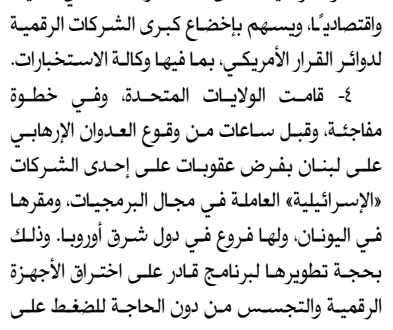 واقتصاديًا، ويسهم بإخضاع كبرى الشركات الرقمية
لدوائر القرار الأمريكي، بما فيها وكالة الاستخبارات.
٤- قامت الولايات المتحدة، وفي خطوة
مفاجئة، وقبل ساعات من وقوع العدوان الإرهابي
على لبنان بفرض عقوبات على إحدى الشركات
«الإسرائيلية» العاملة في مجال البرمجيات، ومقرها
في اليونان، ولها فروع في دول شرق أوروبا. وذلك
بحجة تطويرها لبرنامج قادر على اختراق الأجهزة
الرقمية والتجسس من دون الحاجة للضغط على